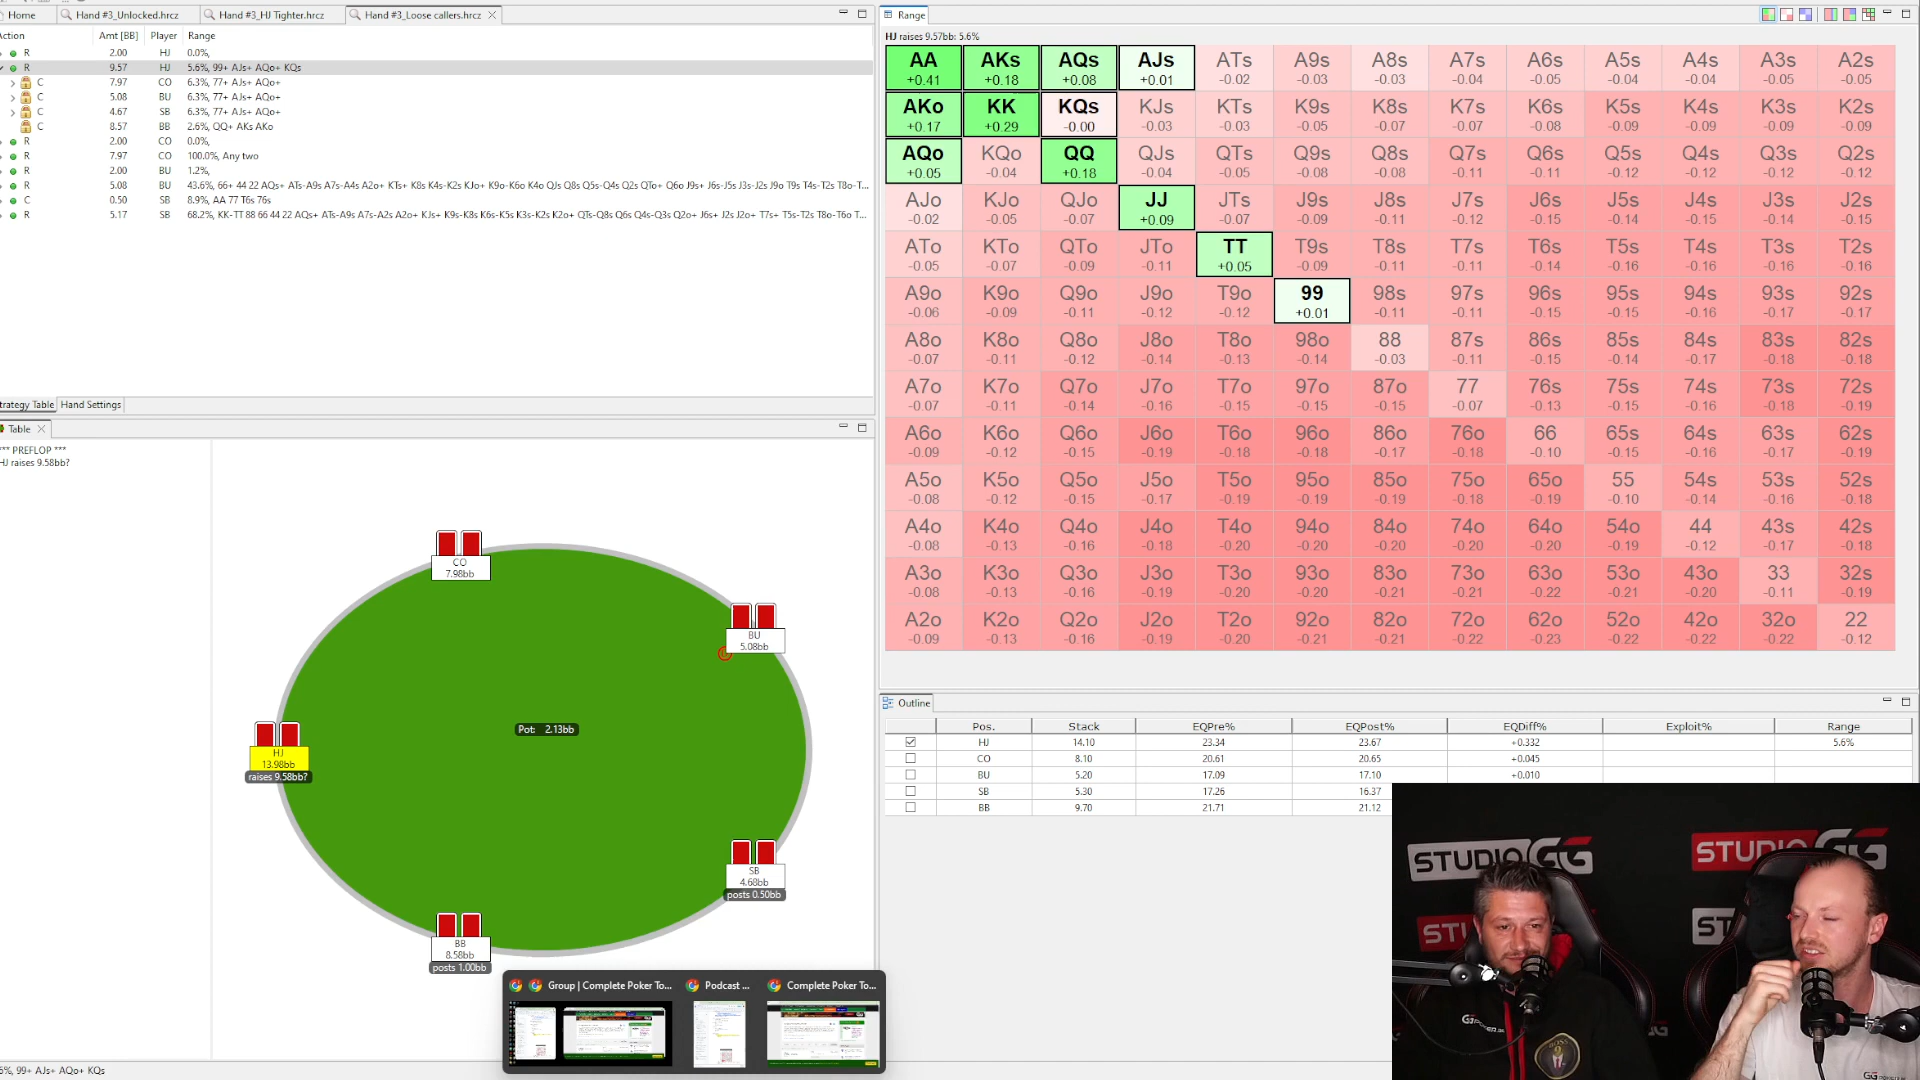 Home
Hand #3_Unlocked.hrcz
Hand #3_HJ Tighter.hrcz
Hand #3_Loose callers.hrcz
Action Amt [BB] Player Range
R 2.00 HJ 0.0%,
R 9.57 HJ 5.6%, 99+ AJs+ AQo+ KQs
C 7.97 CO 6.3%, 77+ AJs+ AQo+
C 5.08 BU 6.3%, 77+ AJs+ AQo+
C 4.67 SB 6.3%, 77+ AJs+ AQo+
C 8.57 BB 2.6%, QQ+ AKs AKo
R 2.00 CO 0.0%,
R 7.97 CO 100.0%, Any two
R 2.00 BU 1.2%,
R 5.08 BU 43.6%, 66+ 44 22 AQs+ ATs-A9s A7s-A4s A2o+ KTs+ K8s K4s-K2s KJo+ K9o-K6o K4o QJs Q8s Q5s-Q4s Q2s QTo+ Q6o J9s+ J6s-J5s J3s-J2s J9o T9s T4s-T2s T8o-T...
C 0.50 SB 8.9%, AA 77 T6s 76s
R 5.17 SB 68.2%, KK-TT 88 66 44 22 AQs+ ATs-A9s A7s-A2s A2o+ KJs+ K9s-K8s K6s-K5s K3s-K2s K2o+ QTs-Q8s Q6s Q4s-Q3s Q2o+ J6s+ J2s J2o+ T7s+ T5s-T2s T8o-T6o T...
trategy Table Hand Settings
Table
*** PREFLOP ***
HJ raises 9.58bb?
CO
7.98bb
BU
5.08bb
Pot: 2.13bb
HJ
13.98bb
raises 9.58bb?
SB
4.68bb
posts 0.50bb
BB
8.58bb
posts 1.00bb
Group | Complete Poker To...
Podcast ...
Complete Poker To...
5%, 99+ AJs+ AQo+ KQs
Range
HJ raises 9.57bb: 5.6%
AA AKs AQs AJs ATs A9s A8s A7s A6s A5s A4s A3s A2s
+0.41 +0.18 +0.08 +0.01 -0.02 -0.03 -0.03 -0.04 -0.05 -0.04 -0.04 -0.05 -0.05
AKo KK KQs KJs KTs K9s K8s K7s K6s K5s K4s K3s K2s
+0.17 +0.29 -0.00 -0.03 -0.03 -0.05 -0.07 -0.07 -0.08 -0.09 -0.09 -0.09 -0.09
AQo KQo QQ QJs QTs Q9s Q8s Q7s Q6s Q5s Q4s Q3s Q2s
+0.05 -0.04 +0.18 -0.04 -0.05 -0.08 -0.08 -0.11 -0.11 -0.12 -0.12 -0.12 -0.12
AJo KJo QJo JJ JTs J9s J8s J7s J6s J5s J4s J3s J2s
-0.02 -0.05 -0.07 +0.09 -0.07 -0.09 -0.11 -0.12 -0.15 -0.14 -0.15 -0.14 -0.15
ATo KTo QTo JTo TT T9s T8s T7s T6s T5s T4s T3s T2s
-0.05 -0.07 -0.09 -0.11 +0.05 -0.09 -0.11 -0.11 -0.14 -0.16 -0.16 -0.16 -0.16
A9o K9o Q9o J9o T9o 99 98s 97s 96s 95s 94s 93s 92s
-0.06 -0.09 -0.11 -0.12 -0.12 +0.01 -0.11 -0.11 -0.15 -0.15 -0.16 -0.17 -0.17
A8o K8o Q8o J8o T8o 98o 88 87s 86s 85s 84s 83s 82s
-0.07 -0.11 -0.12 -0.14 -0.13 -0.14 -0.03 -0.11 -0.15 -0.14 -0.17 -0.18 -0.18
A7o K7o Q7o J7o T7o 97o 87o 77 76s 75s 74s 73s 72s
-0.07 -0.11 -0.14 -0.16 -0.15 -0.15 -0.15 -0.07 -0.13 -0.15 -0.16 -0.18 -0.19
A6o K6o Q6o J6o T6o 96o 86o 76o 66 65s 64s 63s 62s
-0.09 -0.12 -0.15 -0.19 -0.18 -0.18 -0.17 -0.18 -0.10 -0.15 -0.16 -0.17 -0.19
A5o K5o Q5o J5o T5o 95o 85o 75o 65o 55 54s 53s 52s
-0.08 -0.12 -0.15 -0.17 -0.19 -0.19 -0.19 -0.18 -0.19 -0.10 -0.14 -0.16 -0.18
A4o K4o Q4o J4o T4o 94o 84o 74o 64o 54o 44 43s 42s
-0.08 -0.13 -0.16 -0.18 -0.20 -0.20 -0.20 -0.20 -0.20 -0.19 -0.12 -0.17 -0.18
A3o K3o Q3o J3o T3o 93o 83o 73o 63o 53o 43o 33 32s
-0.08 -0.13 -0.16 -0.19 -0.20 -0.20 -0.21 -0.21 -0.22 -0.21 -0.20 -0.11 -0.19
A2o K2o Q2o J2o T2o 92o 82o 72o 62o 52o 42o 32o 22
-0.09 -0.13 -0.16 -0.19 -0.20 -0.21 -0.21 -0.22 -0.23 -0.22 -0.22 -0.22 -0.12
Outline
Pos. Stack EQPre% EQPost% EQDiff% Exploit% Range
HJ 14.10 23.34 23.67 +0.332 5.6%
CO 8.10 20.61 20.65 +0.045
BU 5.20 17.09 17.10 +0.010
SB 5.30 17.26 16.37
BB 9.70 21.71 21.12
STUDIO GG
STUDIO GG